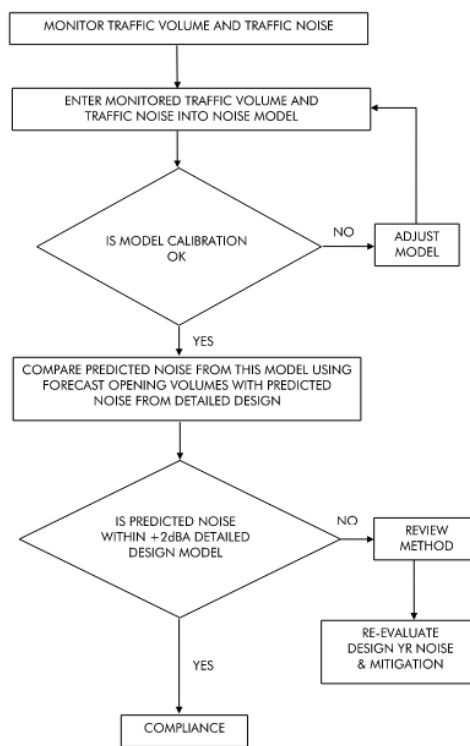 MONITOR TRAFFIC VOLUME AND TRAFFIC NOISE
ENTER MONITORED TRAFFIC VOLUME AND
TRAFFIC NOISE INTO NOISE MODEL
IS MODEL CALIBRATION
OK
NO
ADJUST
MODEL
YES
COMPARE PREDICTED NOISE FROM THIS MODEL USING
FORECAST OPENING VOLUMES WITH PREDICTED
NOISE FROM DETAILED DESIGN
IS PREDICTED NOISE
WITHIN +2dBA DETAILED
DESIGN MODEL
NO
REVIEW
METHOD
RE-EVALUATE
DESIGN YR NOISE
& MITIGATION
YES
COMPLIANCE